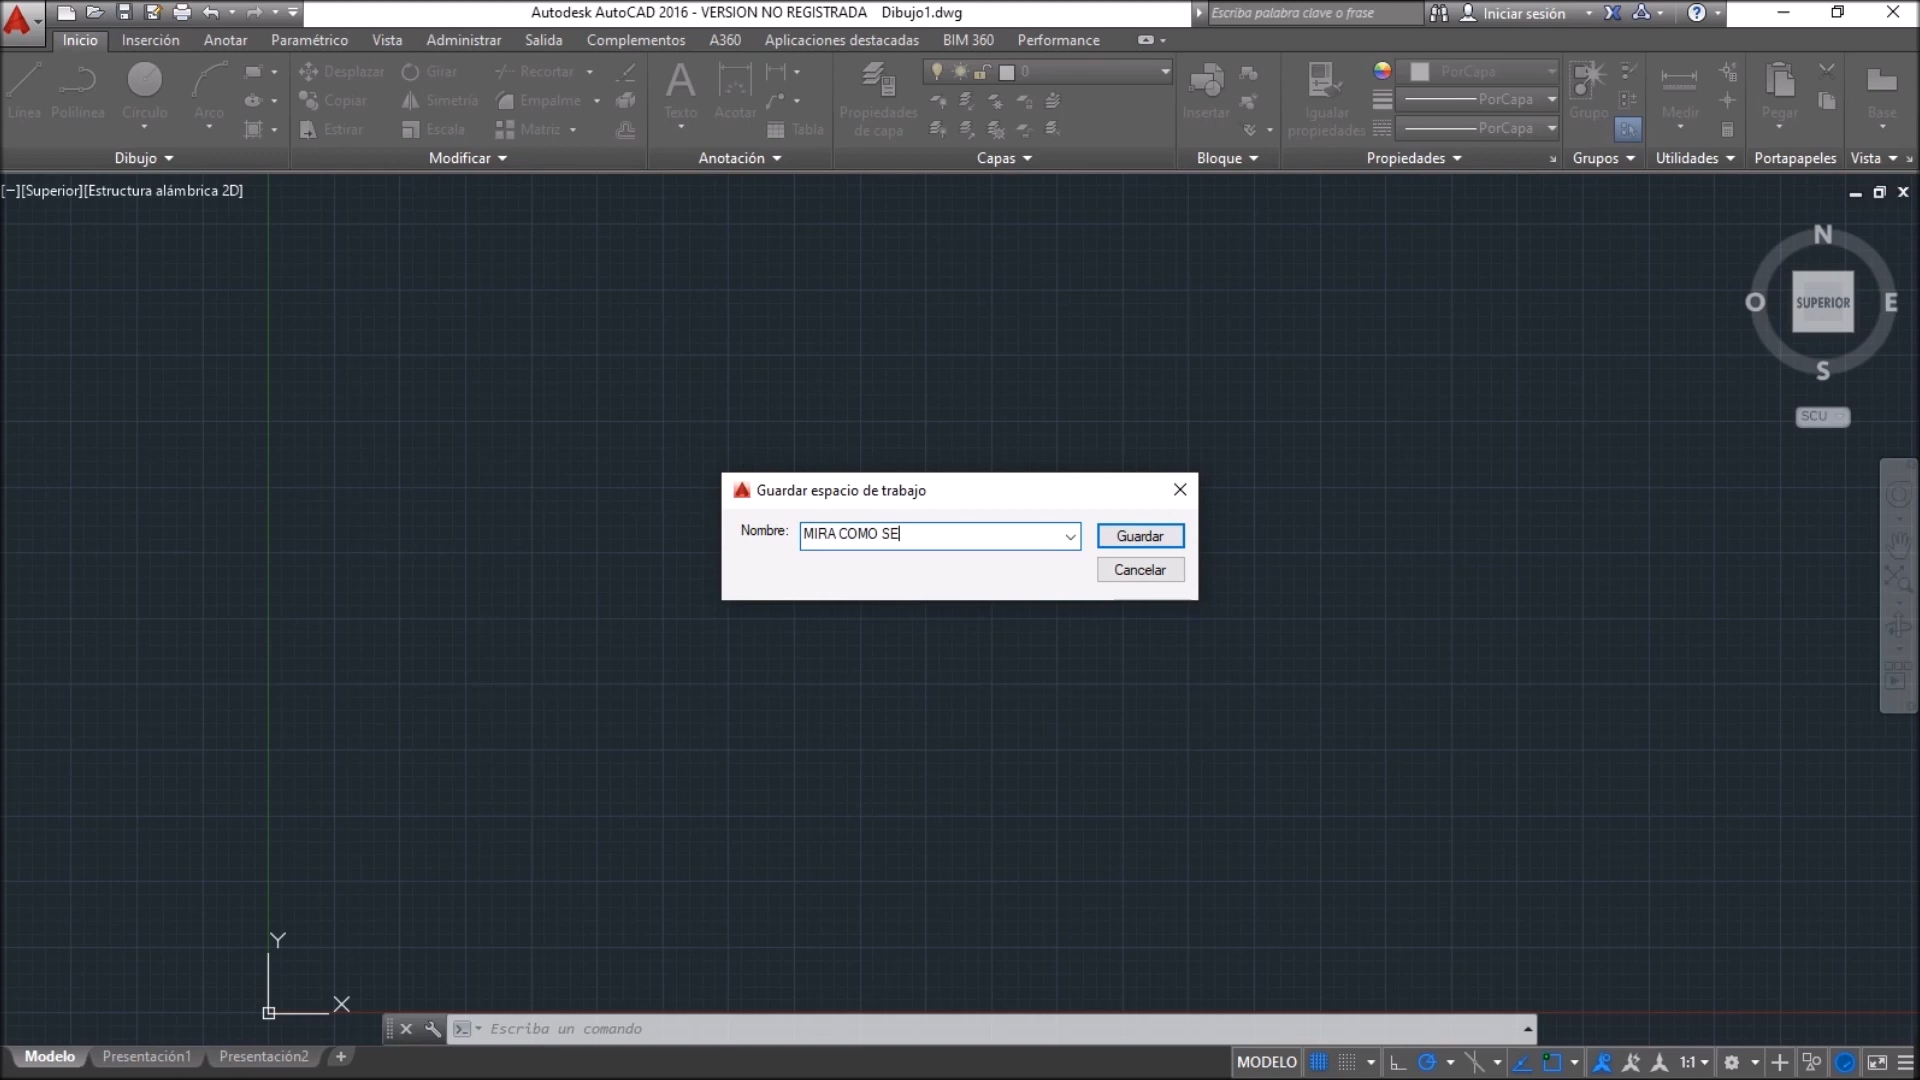 Autodesk AutoCAD 2016 - VERSION NO REGISTRADA Dibujo1.dwg
Escriba palabra clave o frase
Iniciar sesión
Inicio Inserción Anotar Paramétrico Vista Administrar Salida Complementos A360 Aplicaciones destacadas BIM 360 Performance
Línea Polilínea Círculo Arco
Desplazar Girar Recortar
Copiar Simetría Empalme
Estirar Escala Matriz
Texto Acotar Tabla
Propiedades de capa
0
Insertar
Igualar propiedades
PorCapa
PorCapa
PorCapa
Grupo Medir Pegar Base
Dibujo Modificar Anotación Capas Bloque Propiedades Grupos Utilidades Portapapeles Vista
[−][Superior][Estructura alámbrica 2D]
N
O SUPERIOR E
S
SCU
Guardar espacio de trabajo
Nombre: MIRA COMO SE Guardar
Cancelar
Y
X
Escriba un comando
Modelo Presentación1 Presentación2 +
MODELO 1:1